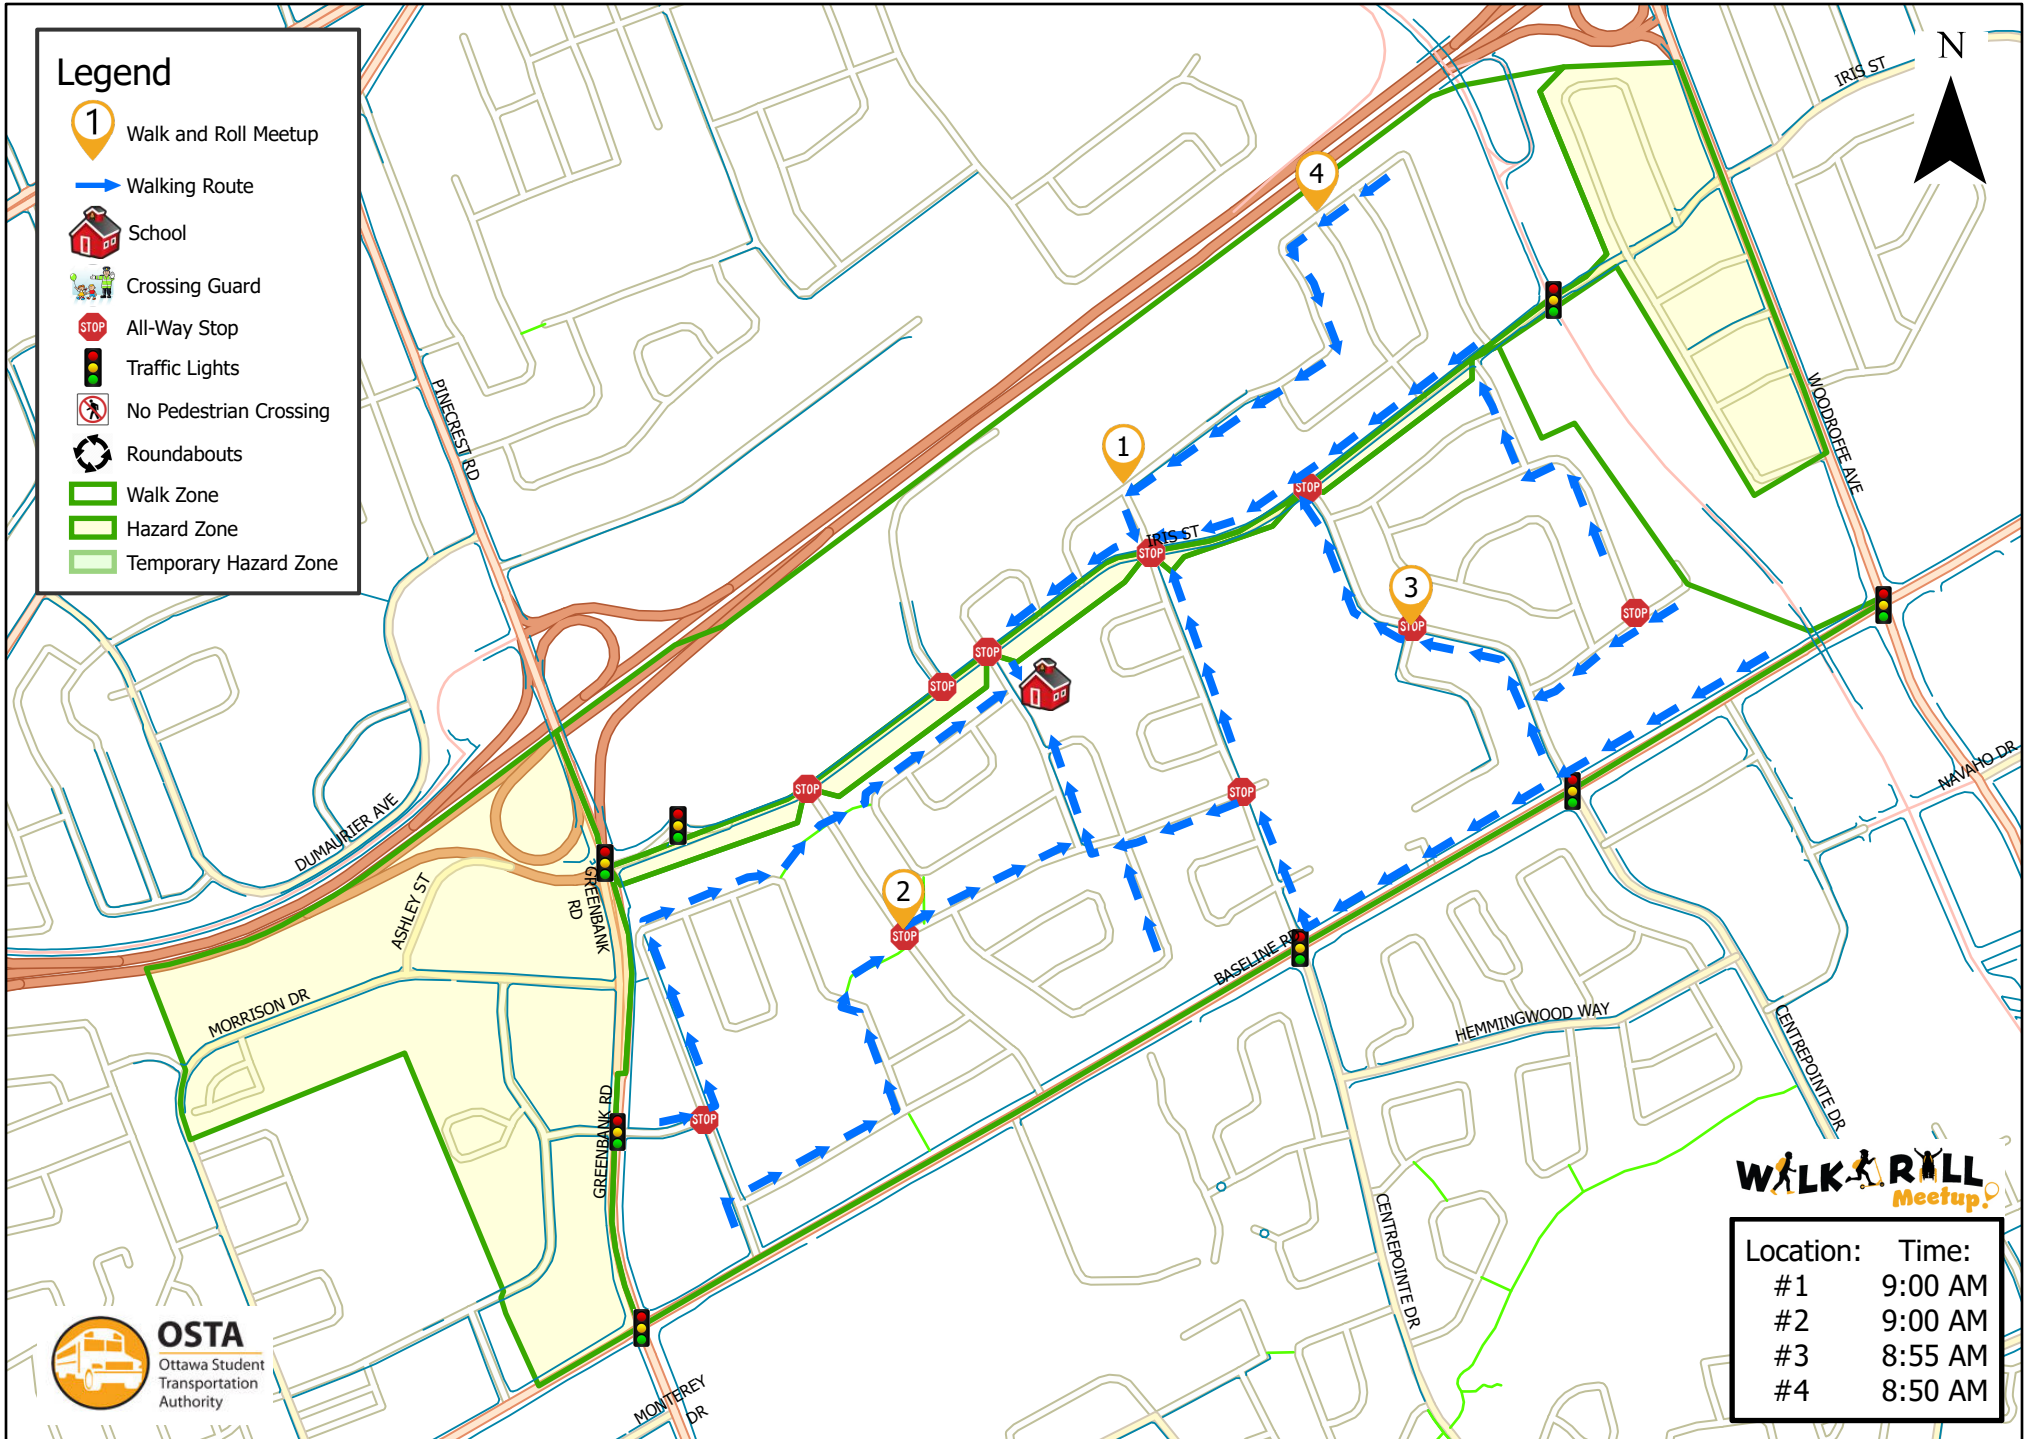 Legend
1
Walk and Roll Meetup
Walking Route
School
Crossing Guard
STOP
All-Way Stop
Traffic Lights
No Pedestrian Crossing
Roundabouts
Walk Zone
Hazard Zone
Temporary Hazard Zone
N
IRIS ST
4
PINECREST RD
WOODROFFE AVE
1
STOP
IRIS ST
STOP
3
STOP
STOP
STOP
STOP
NAVAHO DR
STOP
STOP
DUMAURIER AVE
ASHLEY ST
GREENBANK
RD
2
STOP
BASELINE RD
MORRISON DR
HEMMINGWOOD WAY
CENTREPOINTE DR
GREENBANK RD
STOP
CENTREPOINTE DR
MONTEREY
DR
WALK & ROLL
Meetup!
Location: Time:
#1 9:00 AM
#2 9:00 AM
#3 8:55 AM
#4 8:50 AM
OSTA
Ottawa Student
Transportation
Authority